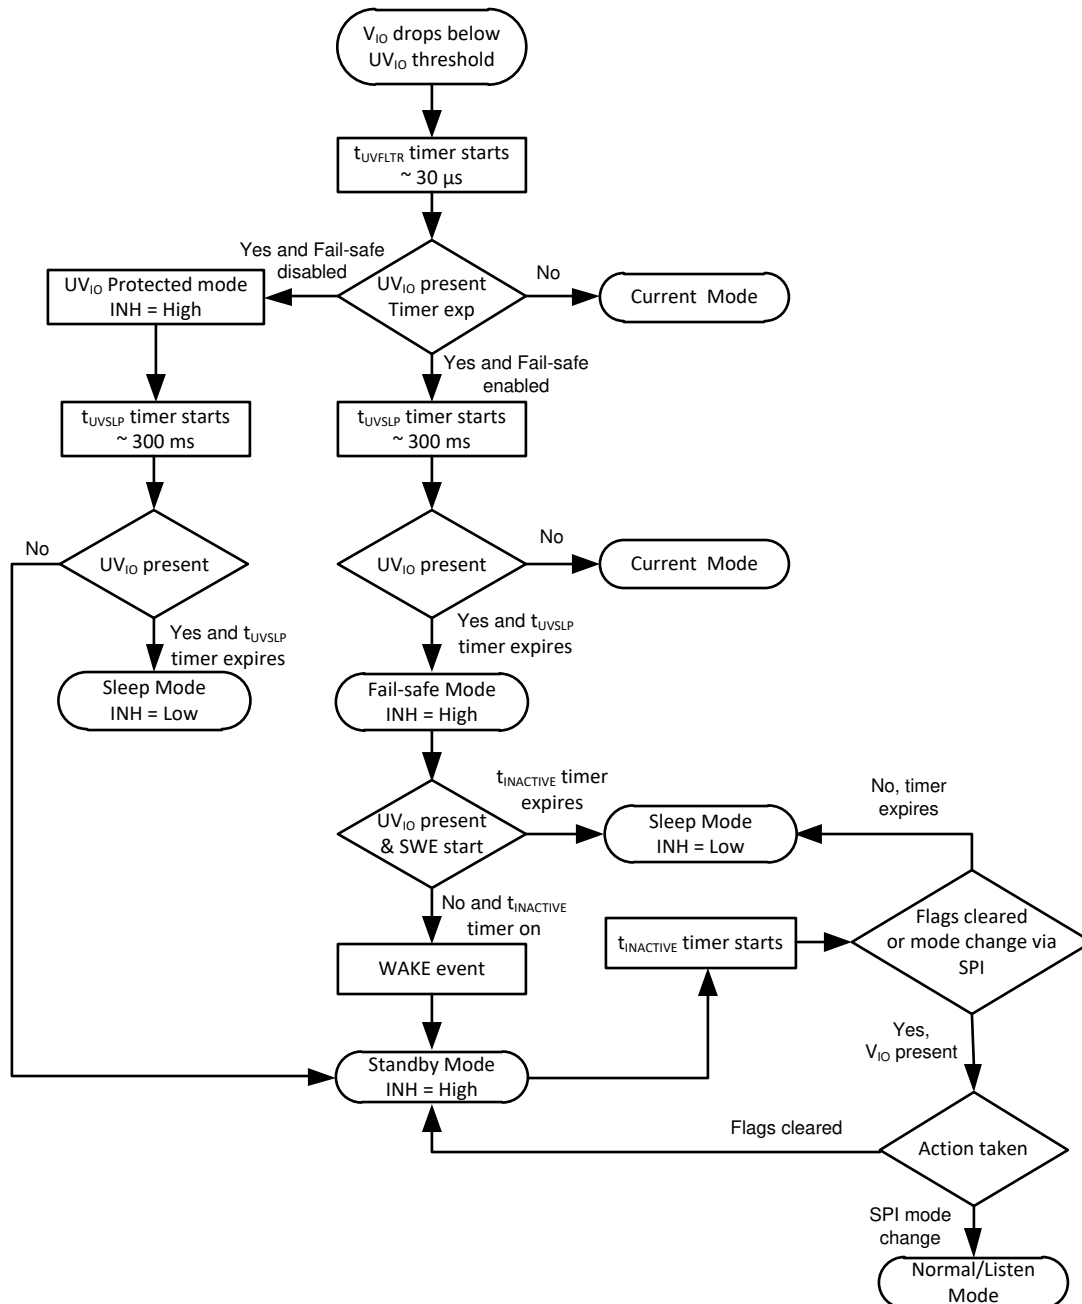 VIO drops below
UVIO threshold
tUVFLTR timer starts
~ 30 µs
Yes and Fail-safe
disabled
UVIO Protected mode
INH = High
UVIO present
Timer exp
No
Current Mode
Yes and Fail-safe
enabled
tUVSLP timer starts
~ 300 ms
tUVSLP timer starts
~ 300 ms
No
UVIO present
UVIO present
No
Current Mode
Yes and tUVSLP
timer expires
Yes and tUVSLP
timer expires
Sleep Mode
INH = Low
Fail-safe Mode
INH = High
tINACTIVE timer
expires
UVIO present
& SWE start
Sleep Mode
INH = Low
No, timer
expires
No and tINACTIVE
timer on
WAKE event
tINACTIVE timer starts
Flags cleared
or mode change via
SPI
Yes,
VIO present
Standby Mode
INH = High
Flags cleared
Action taken
SPI mode
change
Normal/Listen
Mode